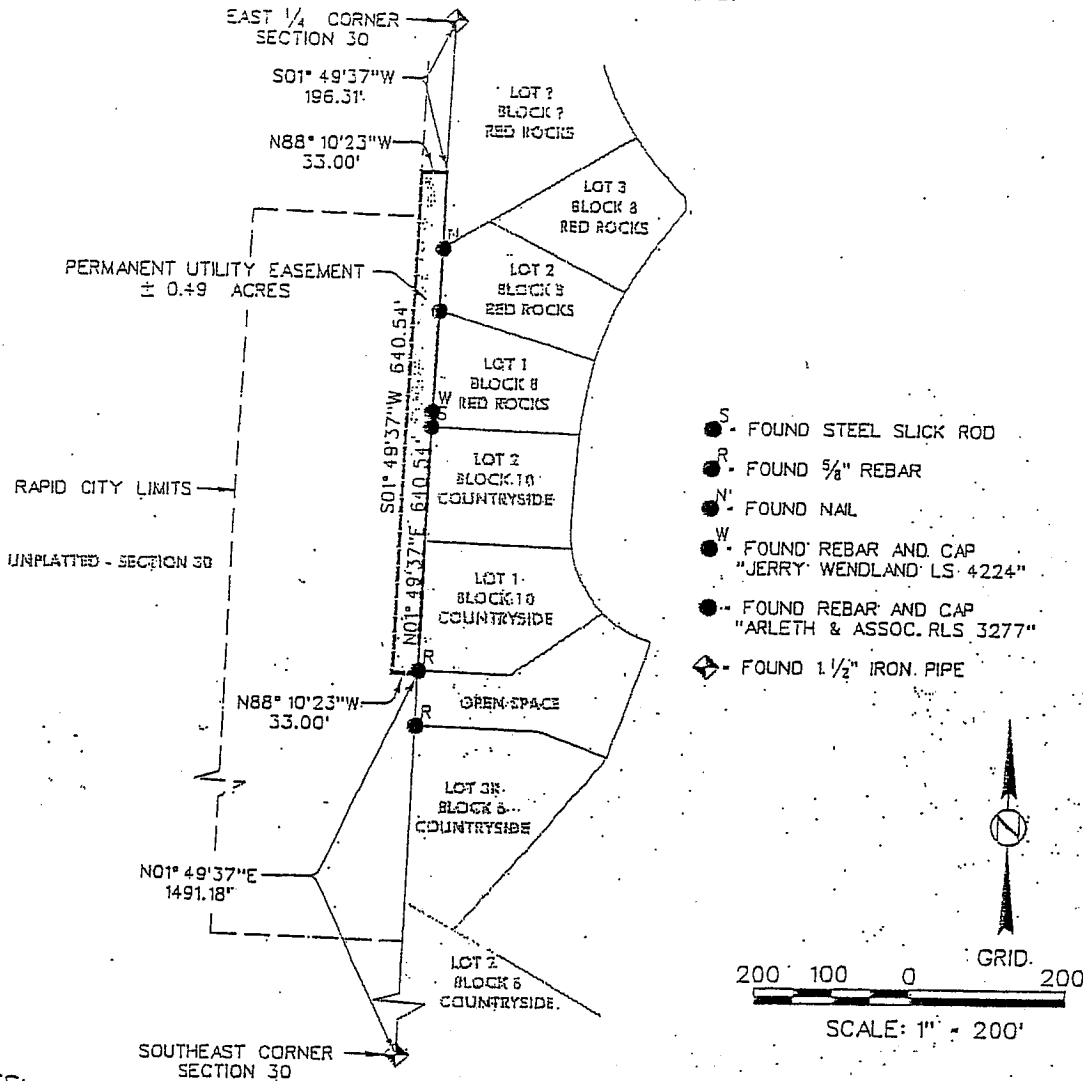 EAST 1/4 CORNER
SECTION 30
S01° 49'37"W
196.31'
N88° 10'23"W
33.00'
LOT ?
BLOCK ?
RED ROCKS
LOT 3
BLOCK 8
RED ROCKS
N
PERMANENT UTILITY EASEMENT
± 0.49 ACRES
LOT 2
BLOCK
RED ROCKS
S01° 49'37"W 640.54'
N01° 49'37"E 640.54'
LOT 1
BLOCK 8
RED ROCKS
W
S
LOT 2
BLOCK 10
COUNTRYSIDE
RAPID CITY LIMITS
UNPLATTED - SECTION 30
LOT 1
BLOCK 10
COUNTRYSIDE
R
N88° 10'23"W
33.00'
OPEN SPACE
R
LOT 3R
BLOCK
COUNTRYSIDE
N01° 49'37"E
1491.18'
LOT 2
BLOCK 6
COUNTRYSIDE
SOUTHEAST CORNER
SECTION 30
S - FOUND STEEL SLICK ROD
R - FOUND 5/8" REBAR
N - FOUND NAIL
W - FOUND REBAR AND CAP
"JERRY WENDLAND LS 4224"
- FOUND REBAR AND CAP
"ARLETH & ASSOC. RLS 3277"
- FOUND 1 1/2" IRON PIPE
N
GRID
200 100 0 200
SCALE: 1" = 200'